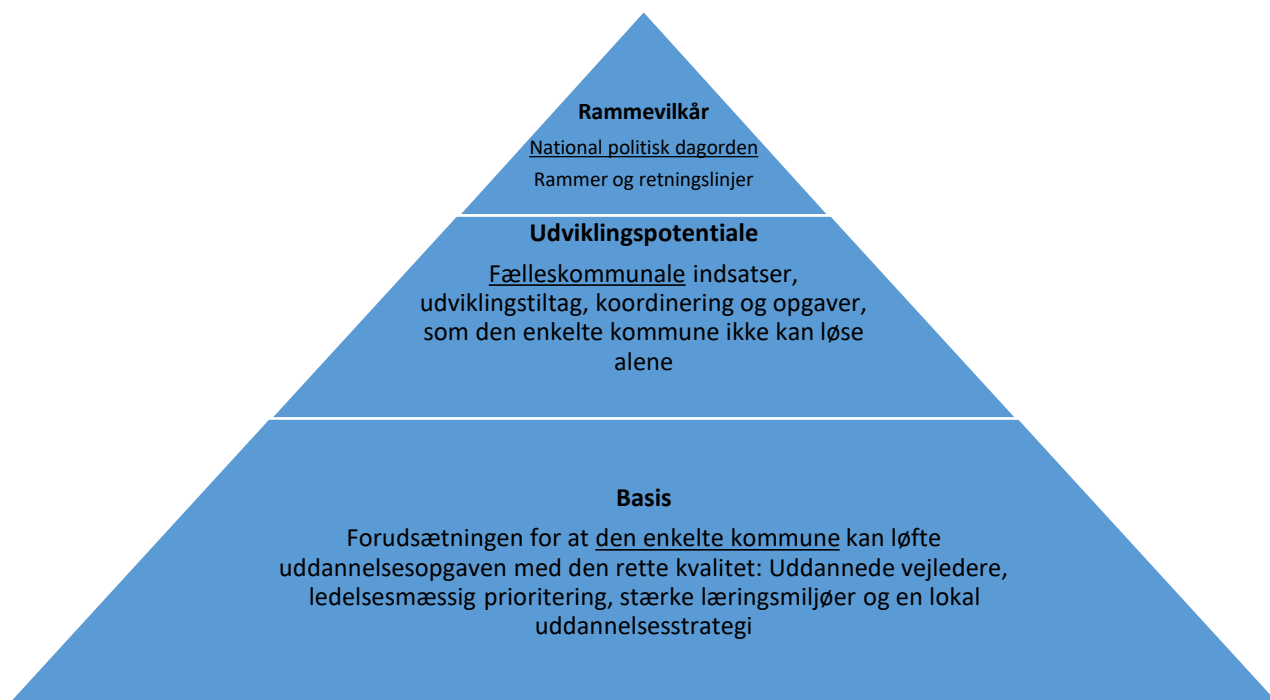 Rammevilkår
National politisk dagorden
Rammer og retningslinjer
Udviklingspotentiale
Fælleskommunale indsatser,
udviklingstiltag, koordinering og opgaver,
som den enkelte kommune ikke kan løse
alene
Basis
Forudsætningen for at den enkelte kommune kan løfte
uddannelsesopgaven med den rette kvalitet: Uddannede vejledere,
ledelsesmæssig prioritering, stærke læringsmiljøer og en lokal
uddannelsesstrategi